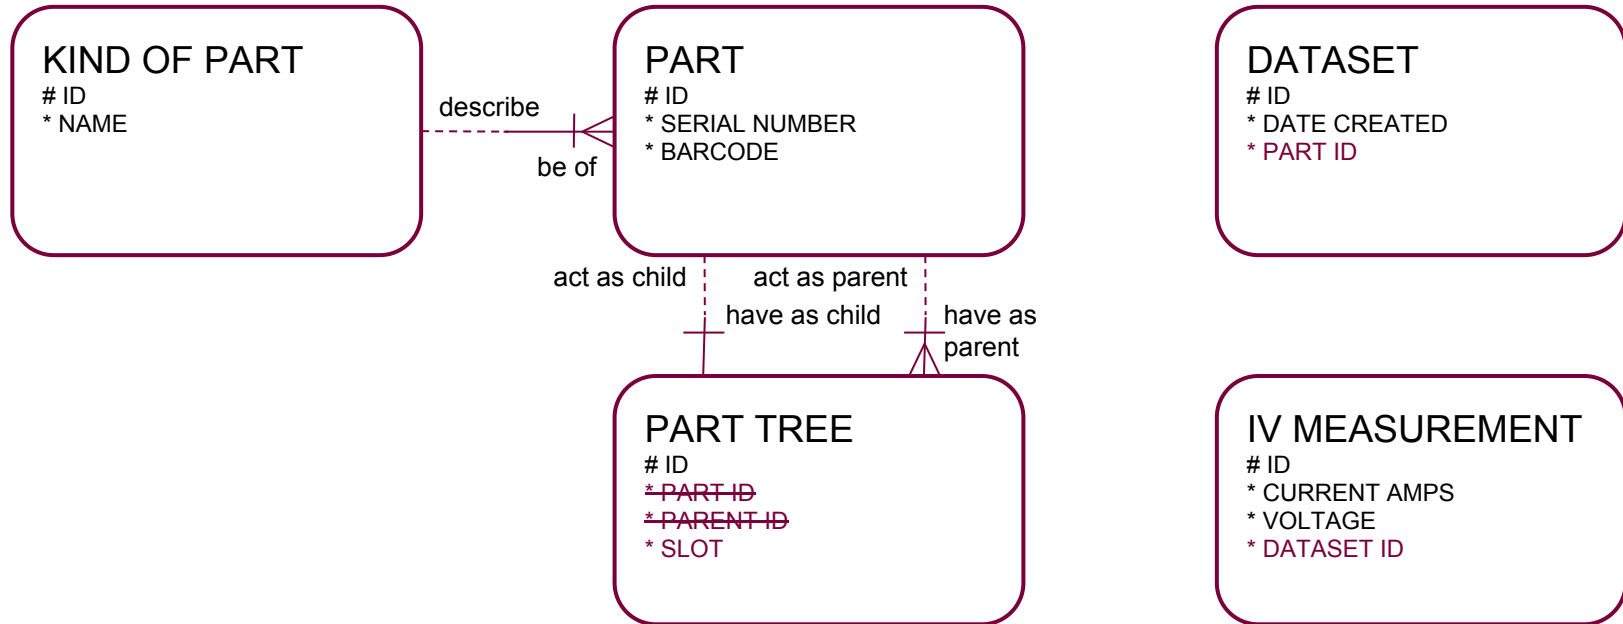 KIND OF PART
# ID
* NAME
describe
be of
PART
# ID
* SERIAL NUMBER
* BARCODE
DATASET
# ID
* DATE CREATED
* PART ID
act as child
act as parent
have as child
have as
parent
PART TREE
# ID
* PART ID
* PARENT ID
* SLOT
IV MEASUREMENT
# ID
* CURRENT AMPS
* VOLTAGE
* DATASET ID